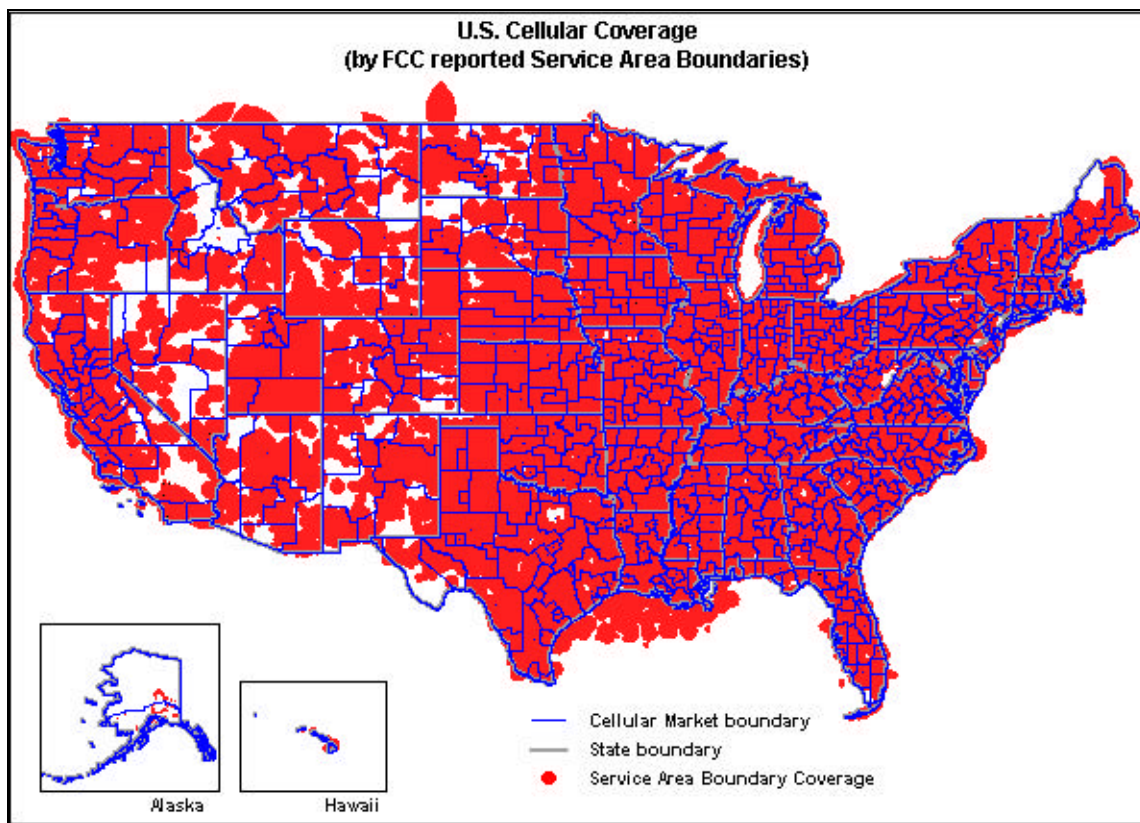 U.S. Cellular Coverage
(by FCC reported Service Area Boundaries)
Cellular Market boundary
State boundary
Service Area Boundary Coverage
Alaska
Hawaii